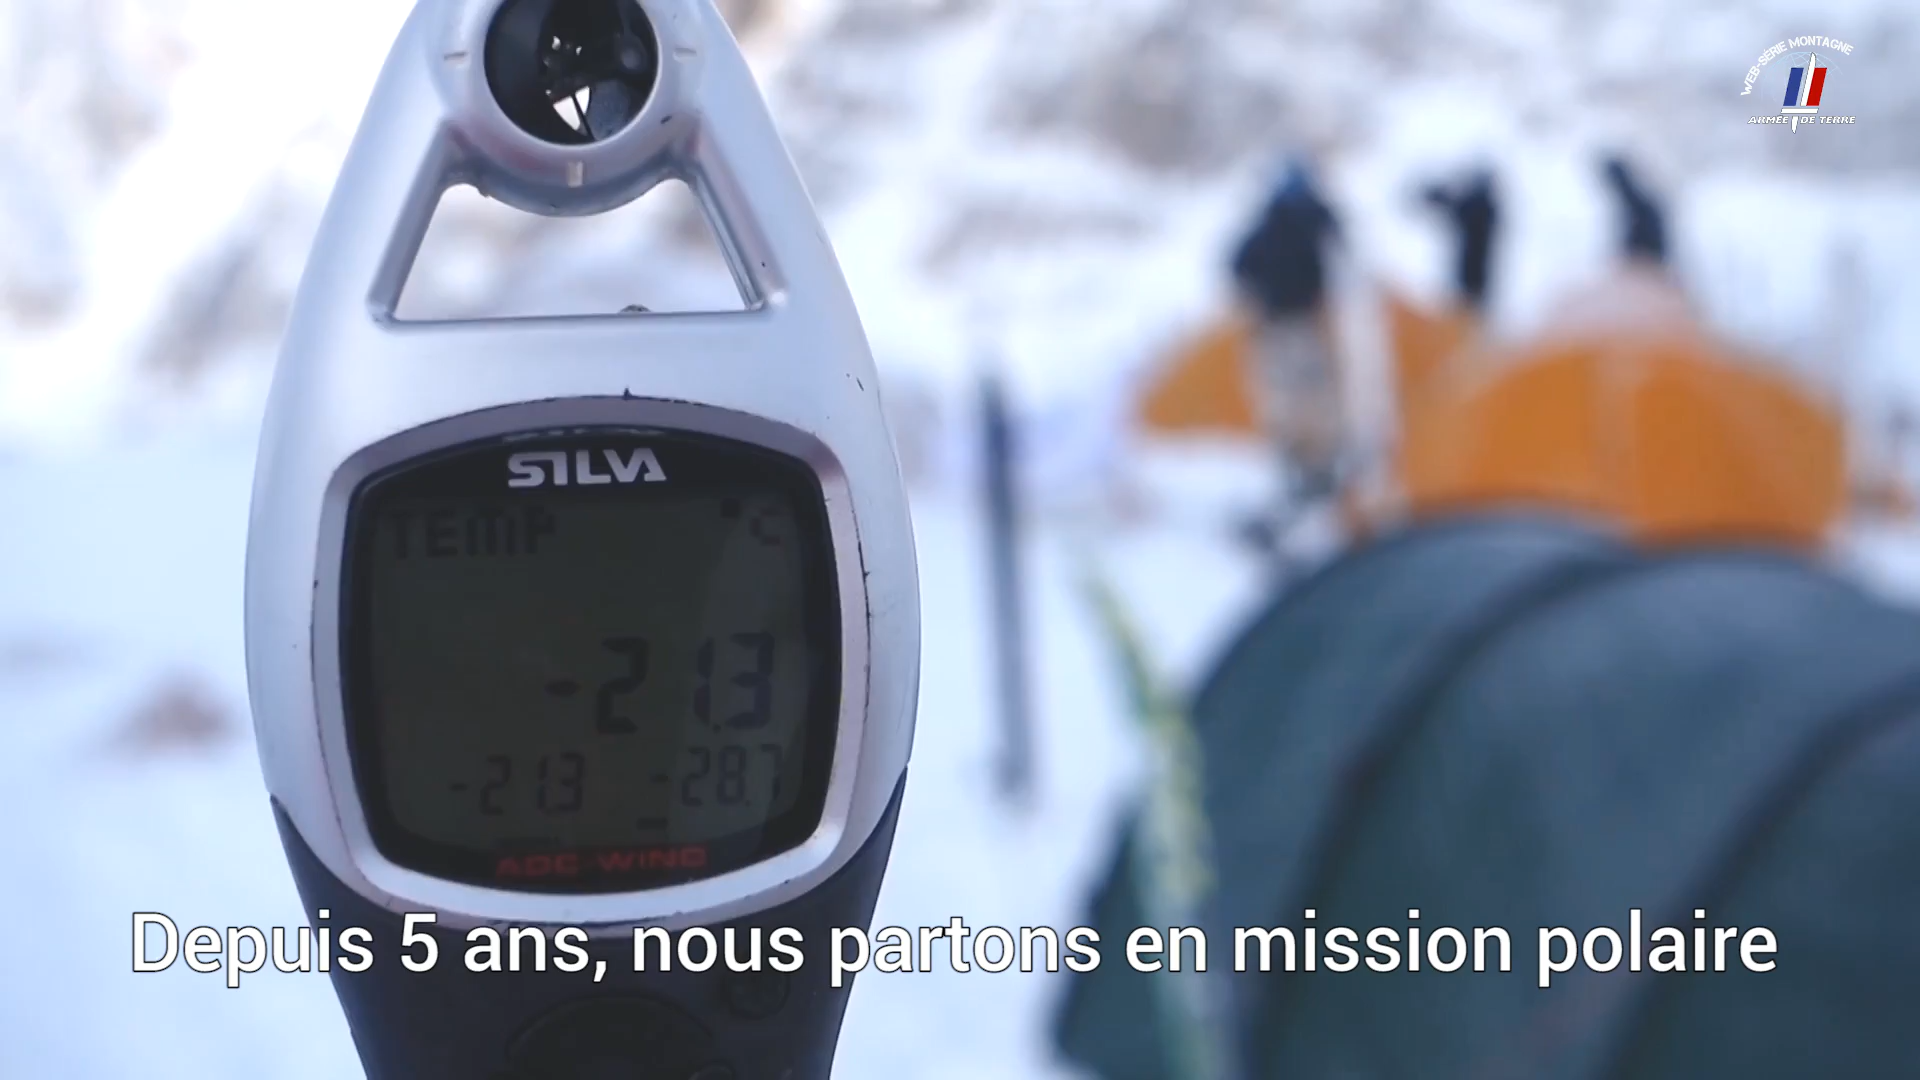 WEB-SÉRIE MONTAGNE
ARMÉE DE TERRE
SILVA
TEMP °C
-21.3
-21.3 -28.7
ADC WIND
Depuis 5 ans, nous partons en mission polaire